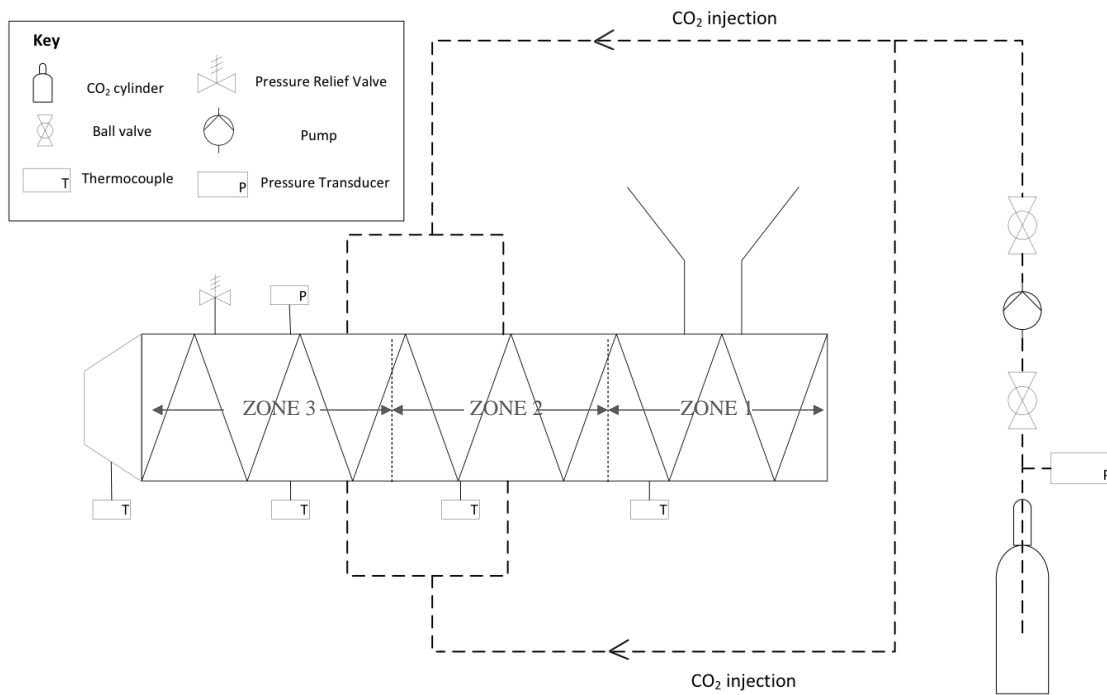 CO₂ injection
Key
CO₂ cylinder
Pressure Relief Valve
Ball valve
Pump
T
Thermocouple
P
Pressure Transducer
P
ZONE 3
ZONE 2
ZONE 1
P
T
T
T
T
CO₂ injection